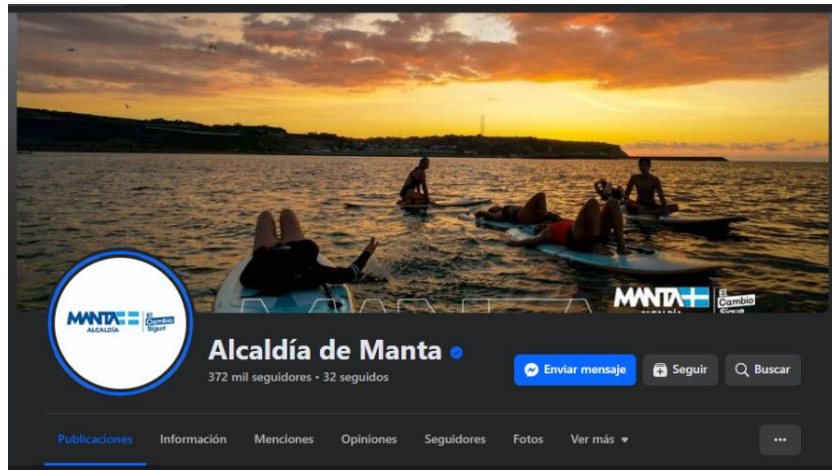 MANTA
ALCALDÍA
El
Cambio
Sigue
MANTA
ALCALDÍA
El
Cambio
Sigue
Alcaldía de Manta
372 mil seguidores • 32 seguidos
Enviar mensaje
Seguir
Buscar
Publicaciones Información Menciones Opiniones Seguidores Fotos Ver más